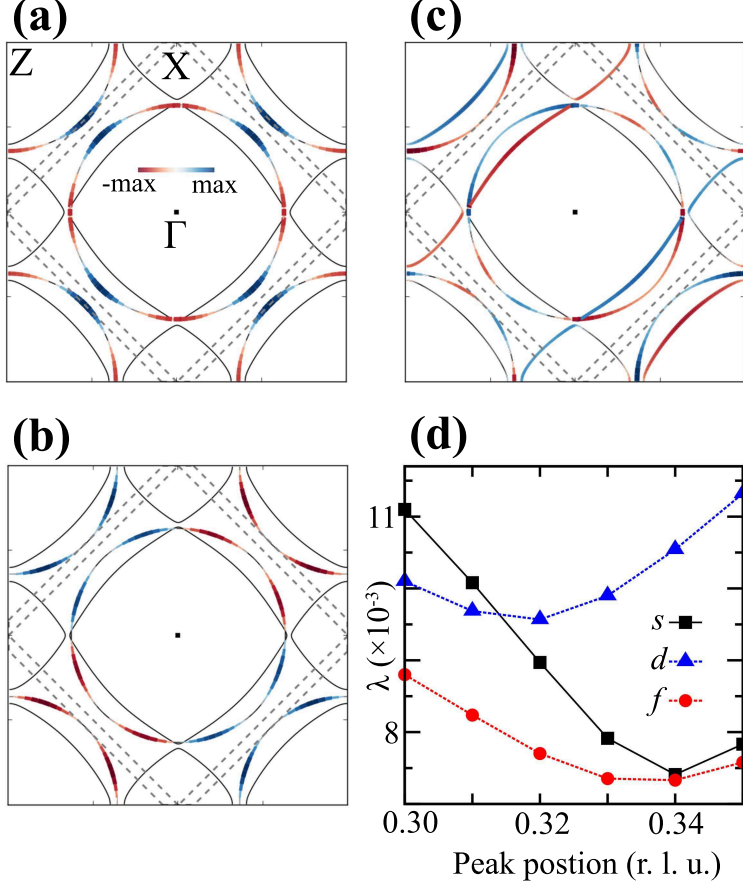 (a)
(c)
Z
X
-max
max
Γ
(b)
(d)
11
8
λ (×10⁻³)
s
d
f
0.30
0.32
0.34
Peak postion (r. l. u.)